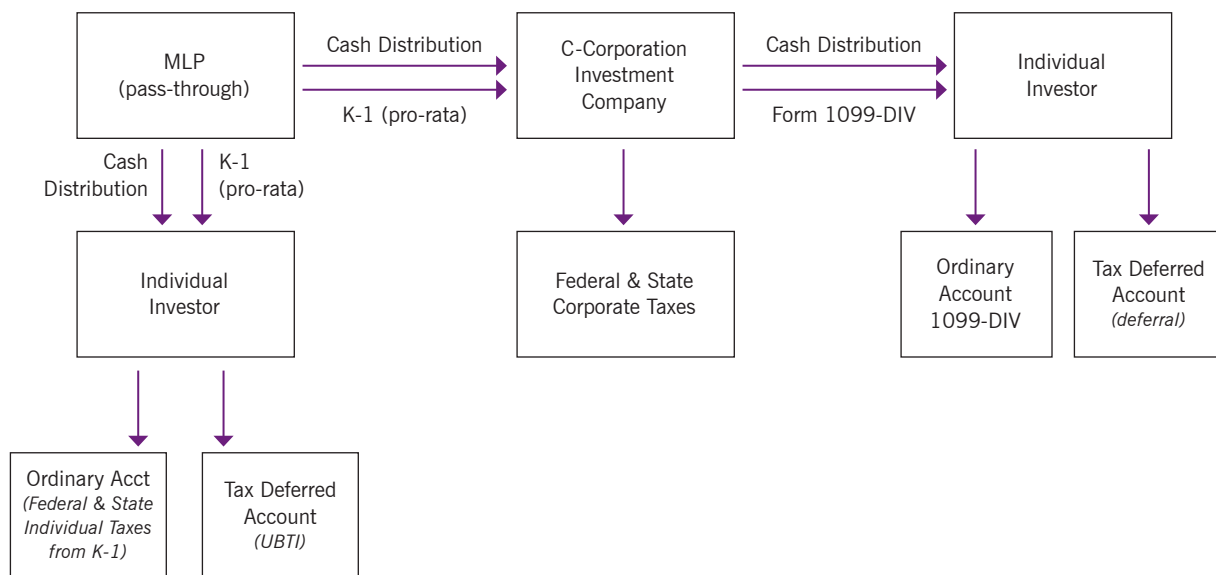 MLP
(pass-through)
Cash Distribution
K-1 (pro-rata)
C-Corporation
Investment
Company
Cash Distribution
Form 1099-DIV
Individual
Investor
Cash
Distribution
K-1
(pro-rata)
Individual
Investor
Federal & State
Corporate Taxes
Ordinary
Account
1099-DIV
Tax Deferred
Account
(deferral)
Ordinary Acct
(Federal & State
Individual Taxes
from K-1)
Tax Deferred
Account
(UBTI)